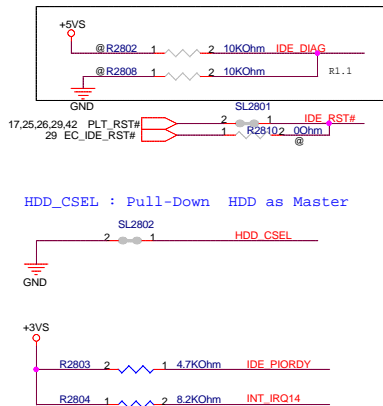 +5VS
@R2802 1 2 10KOhm IDE_DIAG
@R2808 1 2 10KOhm R1.1
GND
SL2801
17,25,26,29,42 PLT_RST# 2 1 IDE_RST#
29 EC_IDE_RST# 1 R2810 2 0Ohm
@
HDD_CSEL : Pull-Down HDD as Master
SL2802
2 1 HDD_CSEL
GND
+3VS
R2803 2 1 4.7KOhm IDE_PIORDY
R2804 1 2 8.2KOhm INT_IRQ14